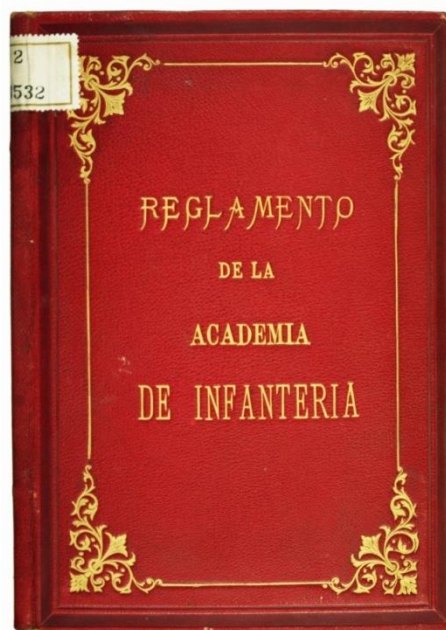 2
3532
REGLAMENTO
DE LA
ACADEMIA
DE INFANTERIA